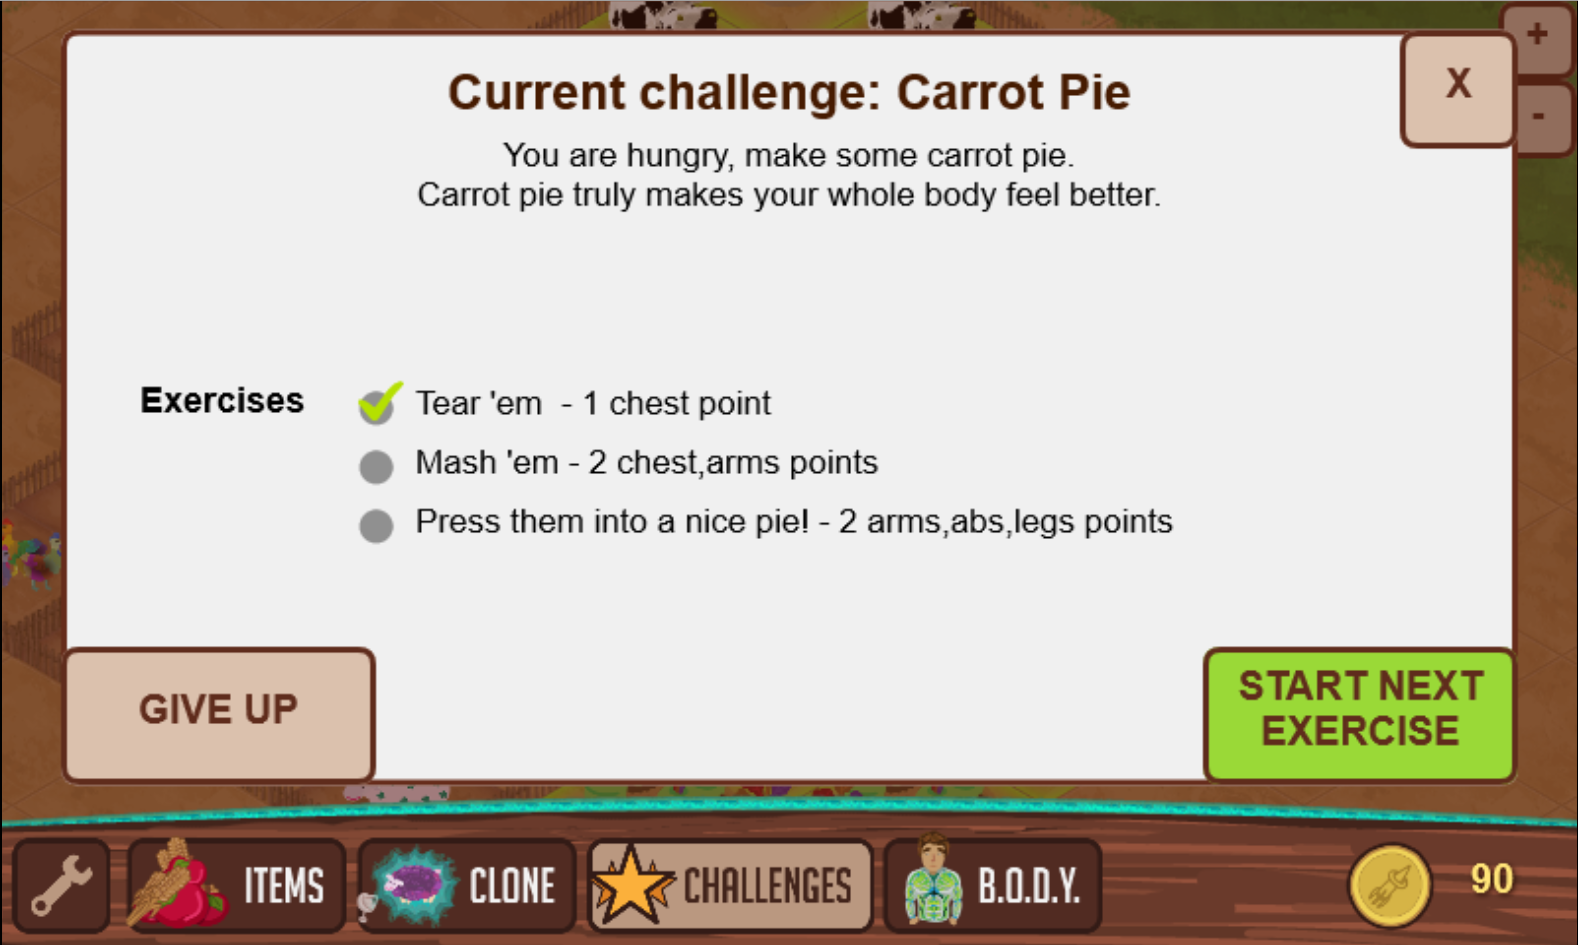 +
X
-
Current challenge: Carrot Pie
You are hungry, make some carrot pie.
Carrot pie truly makes your whole body feel better.
Exercises
Tear 'em - 1 chest point
Mash 'em - 2 chest,arms points
Press them into a nice pie! - 2 arms,abs,legs points
GIVE UP
START NEXT
EXERCISE
ITEMS
CLONE
CHALLENGES
B.O.D.Y.
90